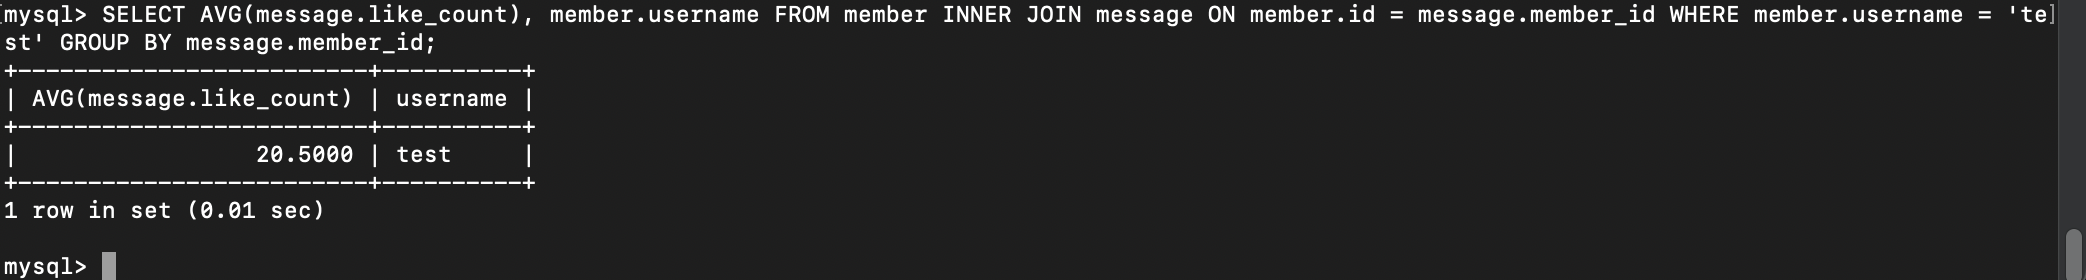 mysql> SELECT AVG(message.like_count), member.username FROM member INNER JOIN message ON member.id = message.member_id WHERE member.username = 'te
st' GROUP BY message.member_id;
+-------------------------+----------+
| AVG(message.like_count) | username |
+-------------------------+----------+
|                 20.5000 | test     |
+-------------------------+----------+
1 row in set (0.01 sec)
mysql>